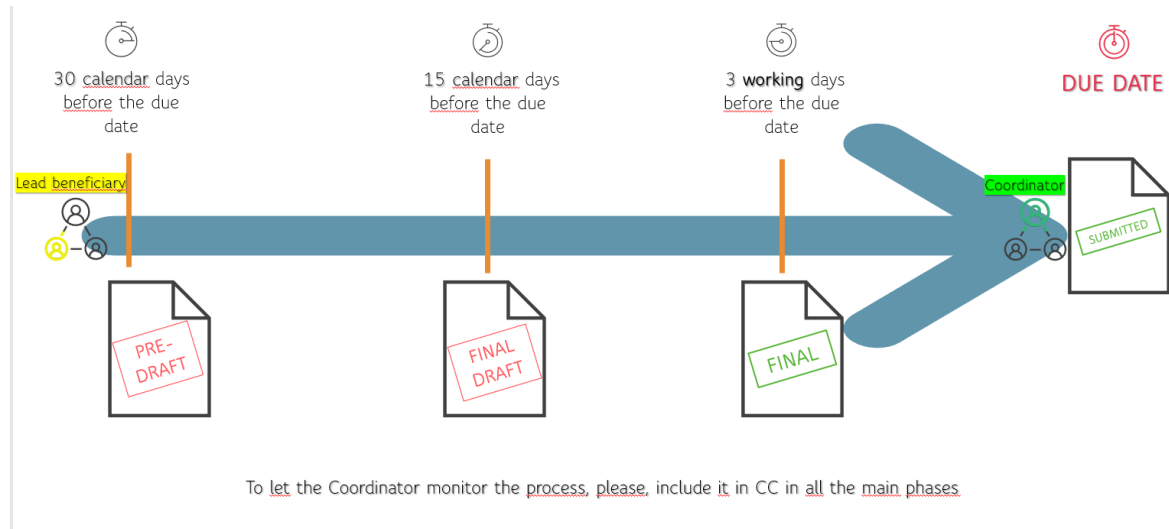 30 calendar days
before the due
date
15 calendar days
before the due
date
3 working days
before the due
date
DUE DATE
Lead beneficiary
Coordinator
SUBMITTED
PRE-
DRAFT
FINAL
DRAFT
FINAL
To let the Coordinator monitor the process, please, include it in CC in all the main phases